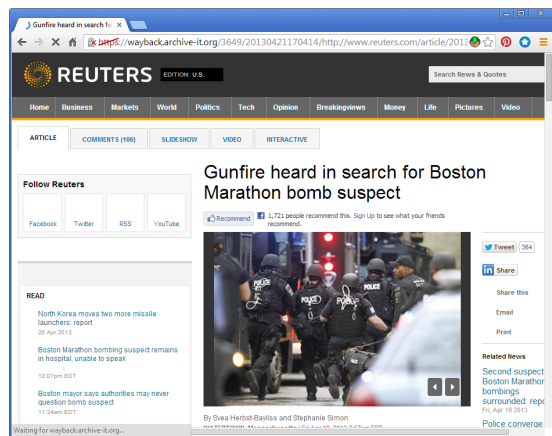 Gunfire heard in search fo
https://wayback.archive-it.org/3649/20130421170414/http://www.reuters.com/article/2013
REUTERS
EDITION: U.S.
Search News & Quotes
Home Business Markets World Politics Tech Opinion Breakingviews Money Life Pictures Video
ARTICLE COMMENTS (106) SLIDESHOW VIDEO INTERACTIVE
Follow Reuters
Facebook Twitter RSS YouTube
READ
North Korea moves two more missile
launchers: report
20 Apr 2013
Boston Marathon bombing suspect remains
in hospital, unable to
speak
12:07pm EDT
Boston mayor says authorities may never
question bomb suspect
11:34am EDT
Gunfire heard in search for Boston
Marathon bomb suspect
Recommend
1,721 people recommend this. Sign Up to see what your friends
recommend.
POLICE
POLICE
POLICE
By Svea Herbst-Bayliss and Stephanie Simon
Tweet 364
Share
Share this
Email
Print
Related News
Second suspect
Boston Marathon
bombings
surrounded: repo
Fri, Apr 19 2013
Police converge
Waiting for wayback.archive-it.org...